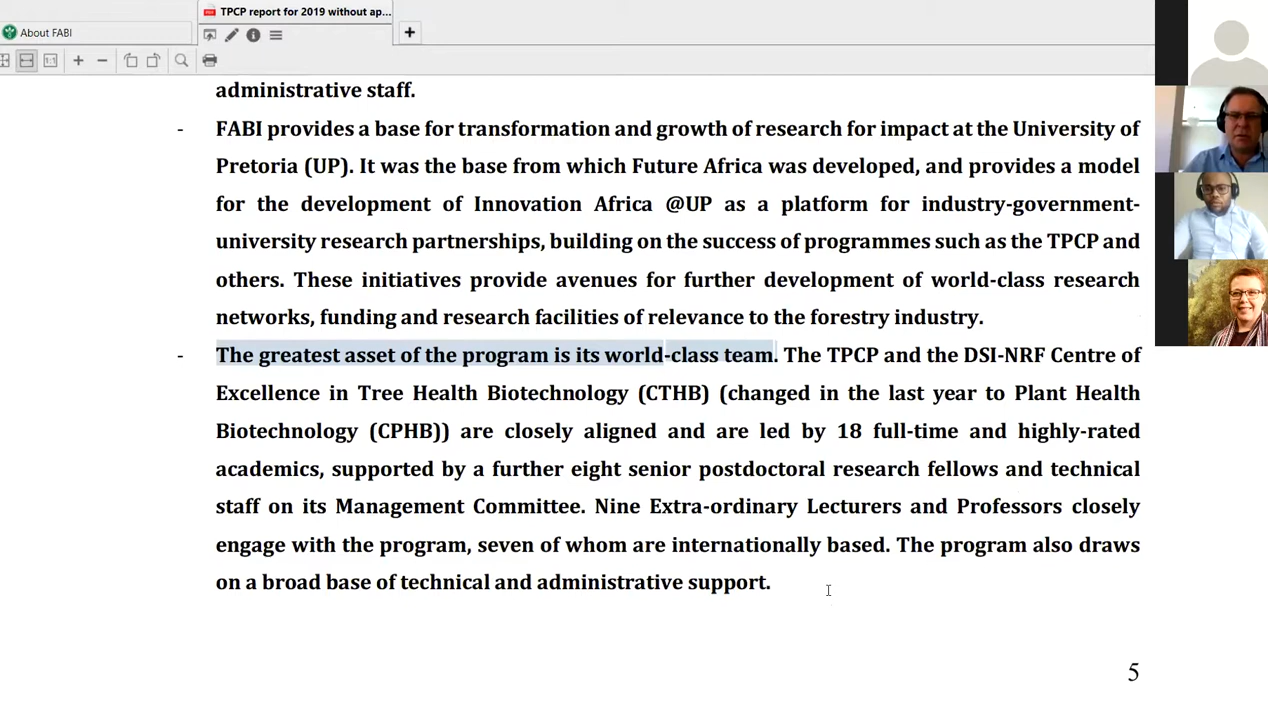 TPCP report for 2019 without ap...
About FABI
administrative staff.
- FABI provides a base for transformation and growth of research for impact at the University of
Pretoria (UP). It was the base from which Future Africa was developed, and provides a model
for the development of Innovation Africa @UP as a platform for industry-government-
university research partnerships, building on the success of programmes such as the TPCP and
others. These initiatives provide avenues for further development of world-class research
networks, funding and research facilities of relevance to the forestry industry.
- The greatest asset of the program is its world-class team. The TPCP and the DSI-NRF Centre of
Excellence in Tree Health Biotechnology (CTHB) (changed in the last year to Plant Health
Biotechnology (CPHB)) are closely aligned and are led by 18 full-time and highly-rated
academics, supported by a further eight senior postdoctoral research fellows and technical
staff on its Management Committee. Nine Extra-ordinary Lecturers and Professors closely
engage with the program, seven of whom are internationally based. The program also draws
on a broad base of technical and administrative support.
5